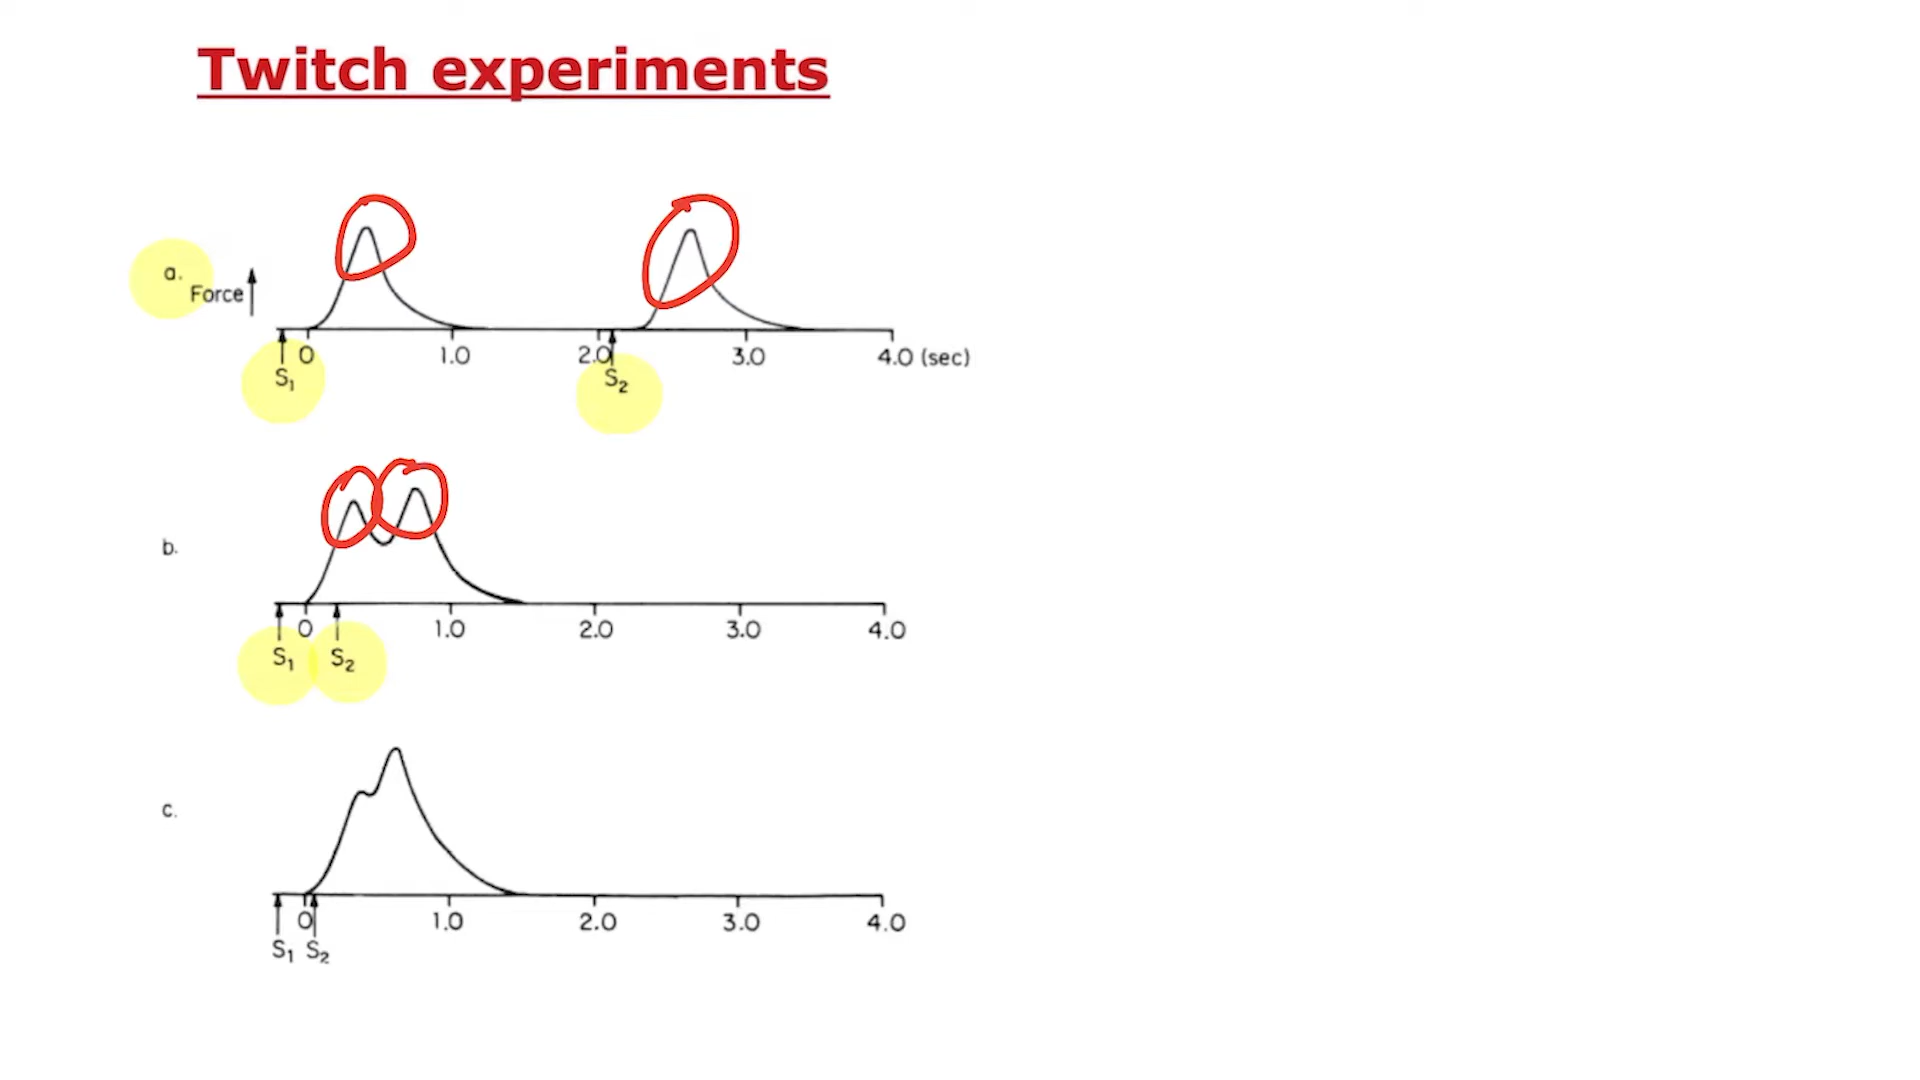 Twitch experiments
a.
Force
0 1.0 2.0 3.0 4.0 (sec)
S₁ S₂
b.
0 1.0 2.0 3.0 4.0
S₁ S₂
c.
0 1.0 2.0 3.0 4.0
S₁ S₂